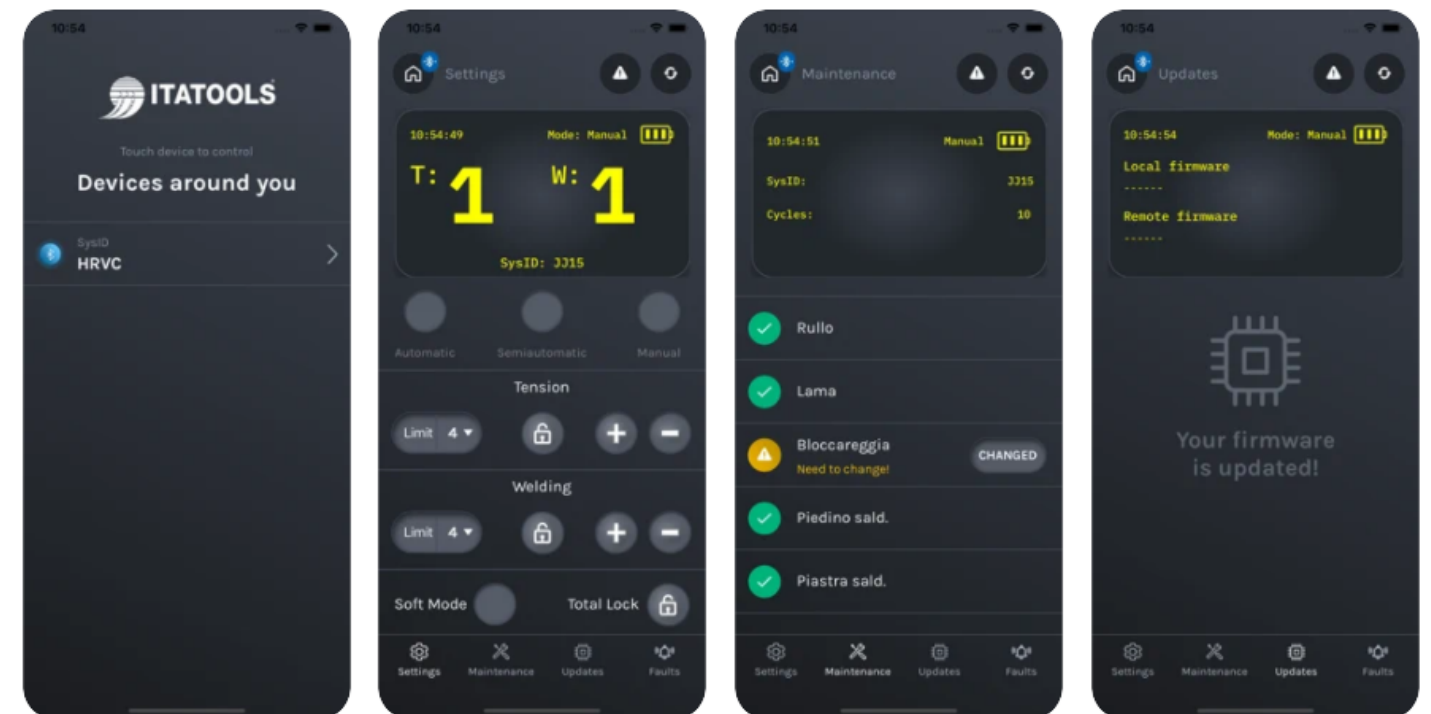 10:54
ITATOOLS
Touch device to control
Devices around you
SysID
HRVC
10:54
Settings
10:54:49 Mode: Manual
T: 1 W: 1
SysID: JJ15
Automatic Semiautomatic Manual
Tension
Limit 4
Welding
Limit 4
Soft Mode Total Lock
Settings Maintenance Updates Faults
10:54
Maintenance
10:54:51 Manual
SysID: JJ15
Cycles: 10
Rullo
Lama
Bloccareggia
Need to change!
CHANGED
Piedino sald.
Piastra sald.
Settings Maintenance Updates Faults
10:54
Updates
10:54:54 Mode: Manual
Local firmware
------
Remote firmware
------
Your firmware
is updated!
Settings Maintenance Updates Faults